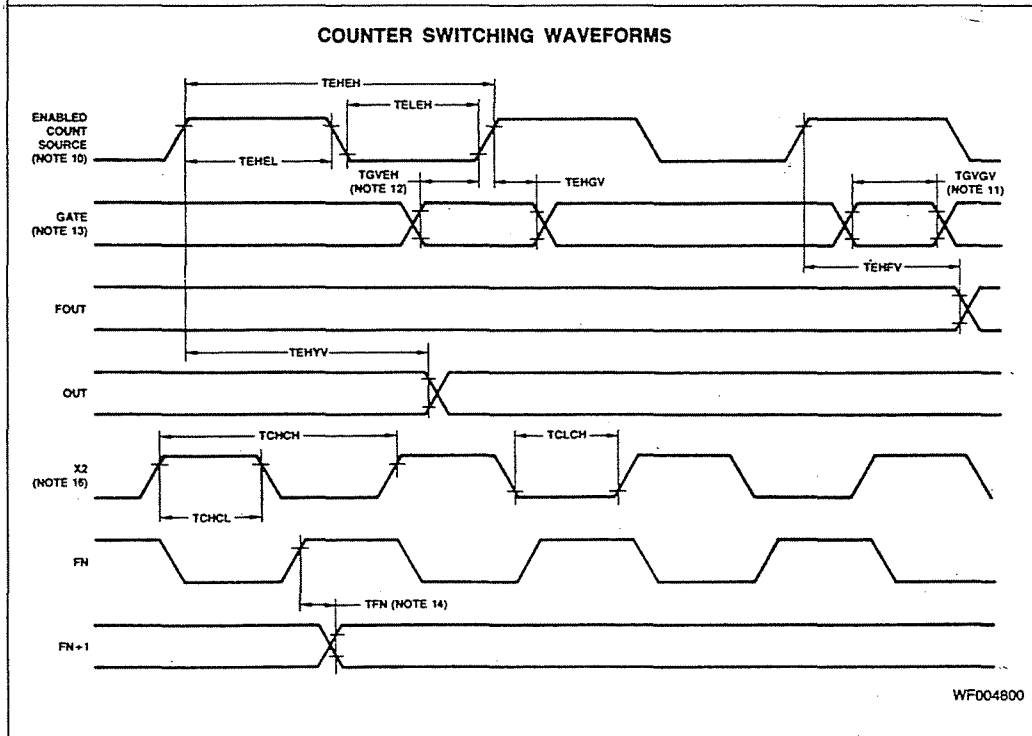 COUNTER SWITCHING WAVEFORMS
TEHEH
TELEH
ENABLED
COUNT
SOURCE
(NOTE 10)
TEHEL
TGVEH
(NOTE 12)
TEHGV
TGVGV
(NOTE 11)
GATE
(NOTE 13)
TEHFV
FOUT
TEHYV
OUT
TCHCH
TCLCH
X2
(NOTE 15)
TCHCL
FN
TFN (NOTE 14)
FN+1
WF004800